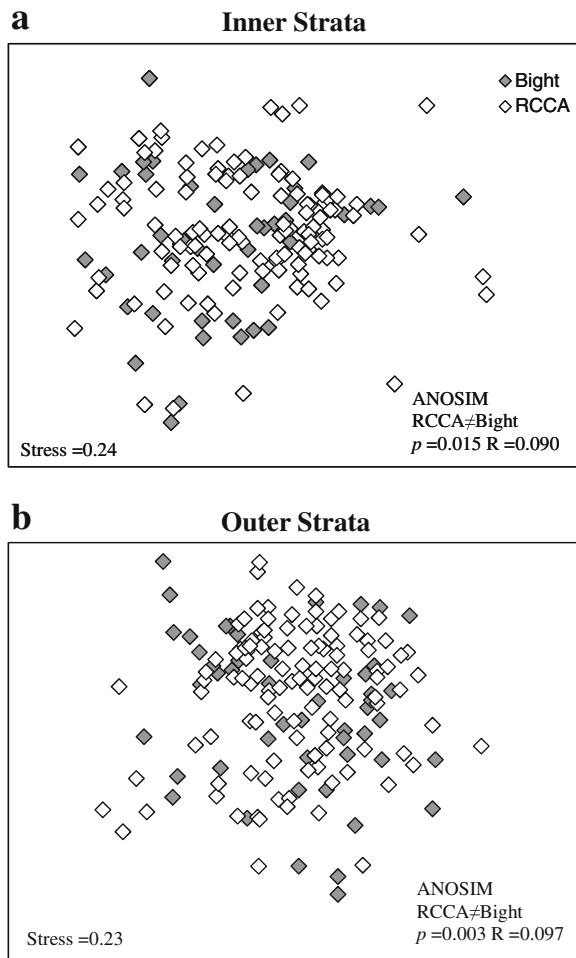 a
Inner Strata
Bight
RCCA
ANOSIM
RCCA≠Bight
p =0.015 R =0.090
Stress =0.24
b
Outer Strata
ANOSIM
RCCA≠Bight
p =0.003 R =0.097
Stress =0.23